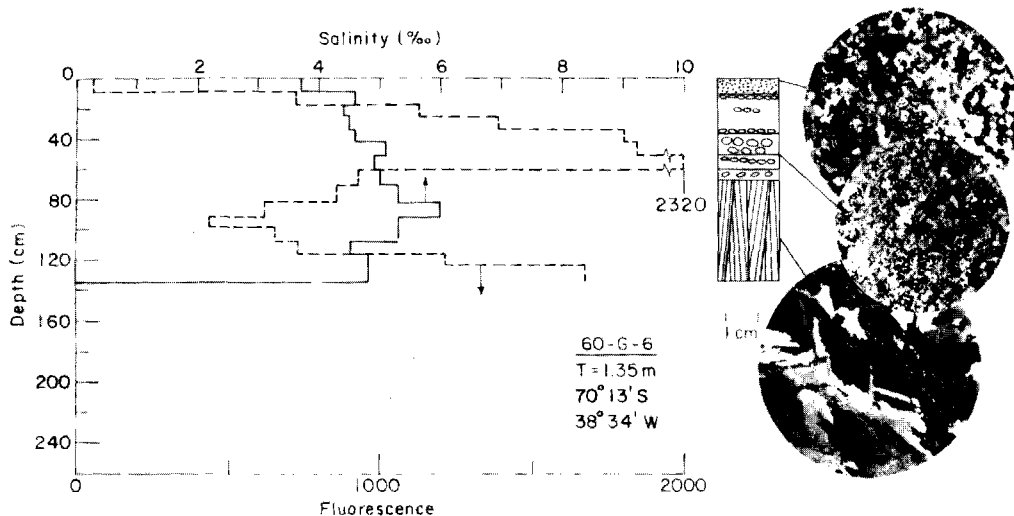 Salinity (‰)
0 2 4 6 8 10
0
40
80
120
160
200
240
Depth (cm)
2320
1 cm
60-G-6
T = 1.35 m
70° 13' S
38° 34' W
0 1000 2000
Fluorescence